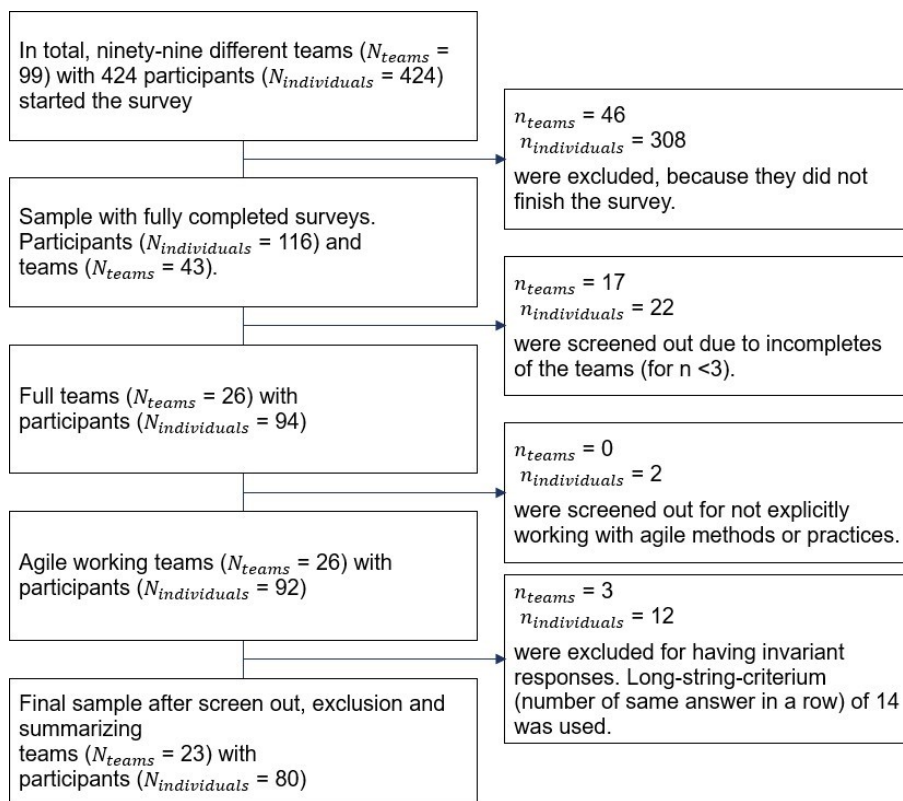 In total, ninety-nine different teams (N_teams =
99) with 424 participants (N_individuals = 424)
started the survey
n_teams = 46
n_individuals = 308
were excluded, because they did not
finish the survey.
Sample with fully completed surveys.
Participants (N_individuals = 116) and
teams (N_teams = 43).
n_teams = 17
n_individuals = 22
were screened out due to incompletes
of the teams (for n <3).
Full teams (N_teams = 26) with
participants (N_individuals = 94)
n_teams = 0
n_individuals = 2
were screened out for not explicitly
working with agile methods or practices.
Agile working teams (N_teams = 26) with
participants (N_individuals = 92)
n_teams = 3
n_individuals = 12
were excluded for having invariant
responses. Long-string-criterium
(number of same answer in a row) of 14
was used.
Final sample after screen out, exclusion and
summarizing
teams (N_teams = 23) with
participants (N_individuals = 80)